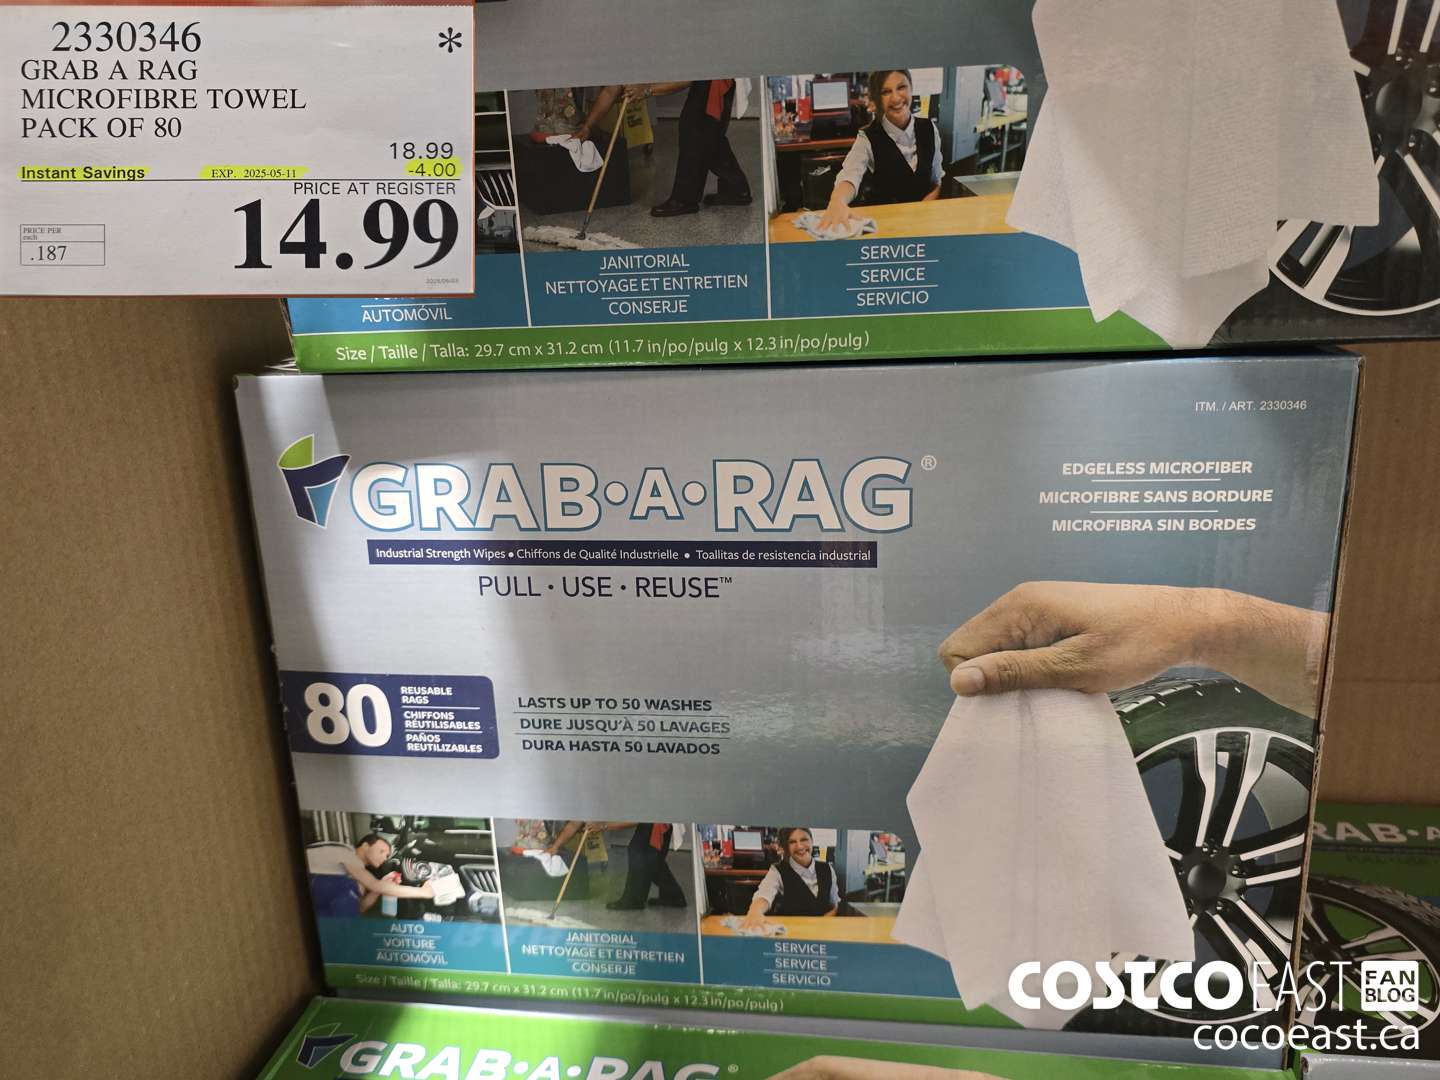 2330346
*
GRAB A RAG
MICROFIBRE TOWEL
PACK OF 80
18.99
Instant Savings EXP. 2025-05-11 -4.00
PRICE AT REGISTER
14.99
PRICE PER
each
.187
AUTOMÓVIL
JANITORIAL
NETTOYAGE ET ENTRETIEN
CONSERJE
SERVICE
SERVICE
SERVICIO
Size / Taille / Talla: 29.7 cm x 31.2 cm (11.7 in/po/pulg x 12.3 in/po/pulg)
ITM. / ART. 2330346
GRAB•A•RAG®
EDGELESS MICROFIBER
MICROFIBRE SANS BORDURE
MICROFIBRA SIN BORDES
Industrial Strength Wipes • Chiffons de Qualité Industrielle • Toallitas de resistencia industrial
PULL • USE • REUSE™
80
REUSABLE
RAGS
CHIFFONS
RÉUTILISABLES
PAÑOS
REUTILIZABLES
LASTS UP TO 50 WASHES
DURE JUSQU'À 50 LAVAGES
DURA HASTA 50 LAVADOS
AUTO
VOITURE
AUTOMÓVIL
JANITORIAL
NETTOYAGE ET ENTRETIEN
CONSERJE
SERVICE
SERVICE
SERVICIO
Size / Taille / Talla: 29.7 cm x 31.2 cm (11.7 in/po/pulg x 12.3 in/po/pulg)
RAB•A
GRAB•A•RAG®
COSTCO EAST FAN BLOG
cocoeast.ca